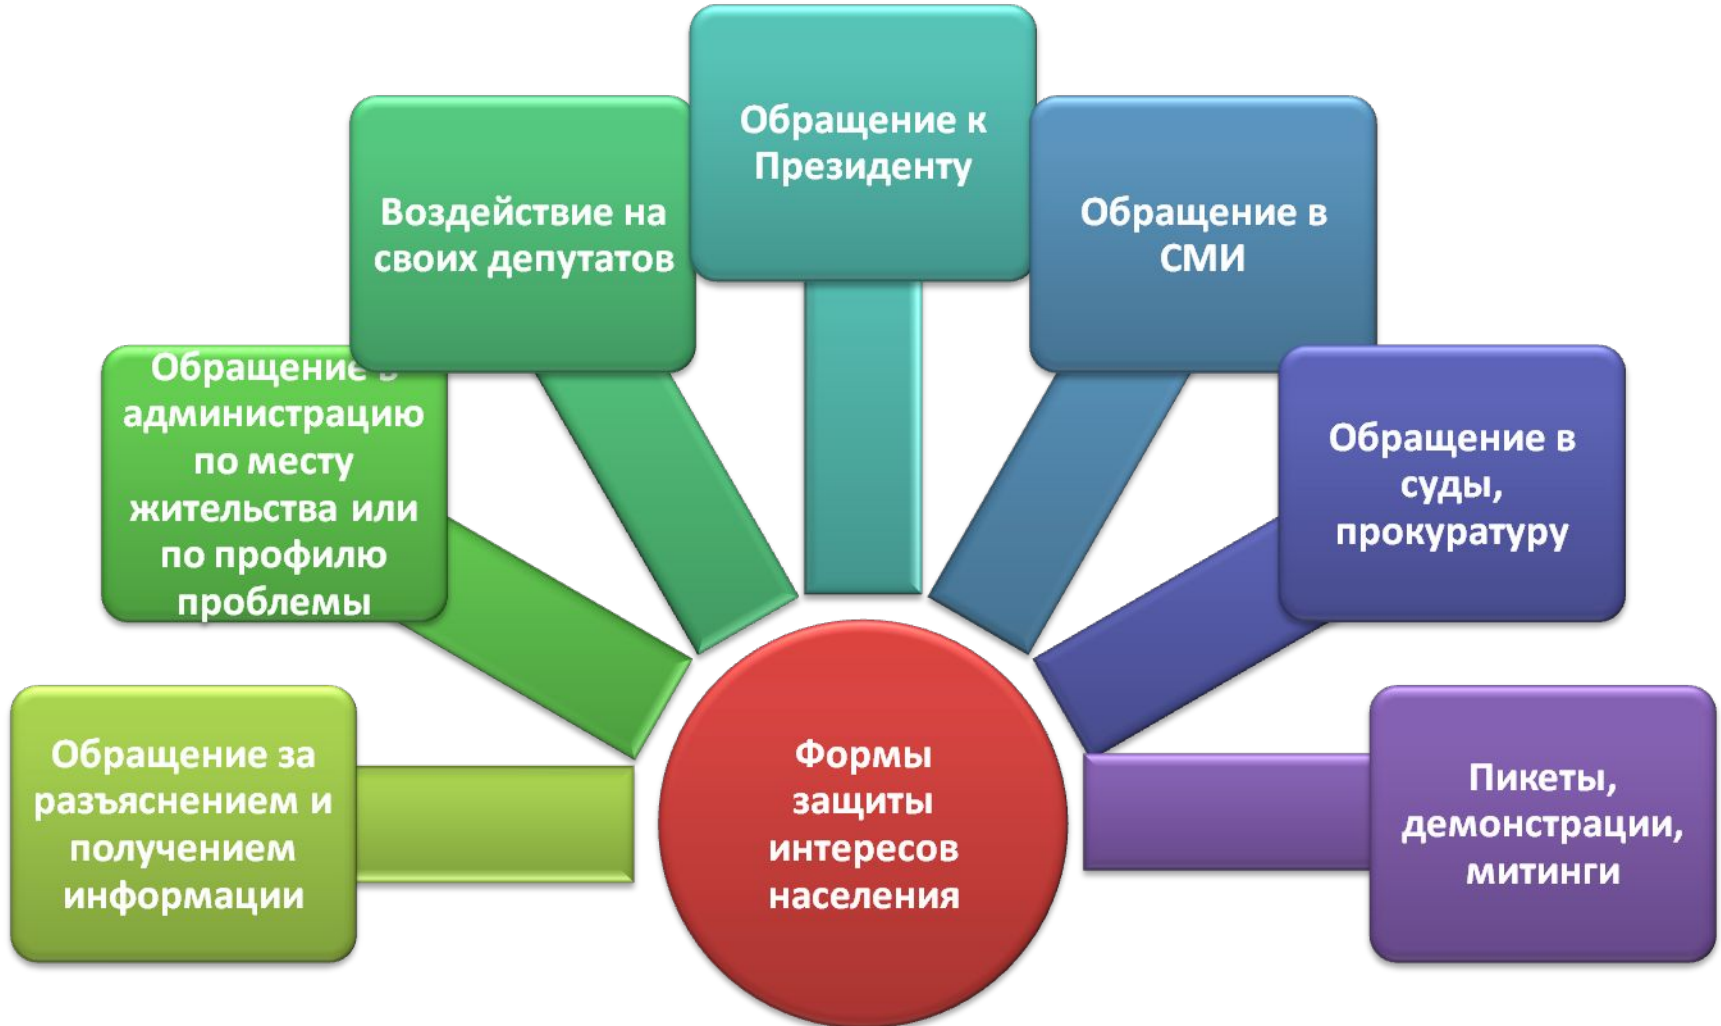 Обращение к
Президенту
Воздействие на
своих депутатов
Обращение в
СМИ
Обращение в
администрацию
по месту
жительства или
по профилю
проблемы
Обращение в
суды,
прокуратуру
Обращение за
разъяснением и
получением
информации
Формы
защиты
интересов
населения
Пикеты,
демонстрации,
митинги